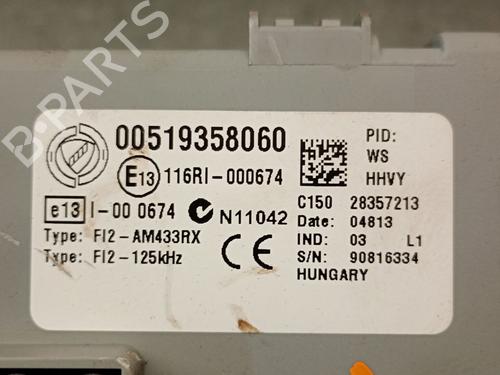 B-PARTS
00519358060
PID:
WS
HHVY
E13 116RI-000674
e13 I-00 0674 N11042
C150 28357213
Date: 04813
Type: FI2-AM433RX
IND: 03 L1
Type: FI2-125kHz
CE
S/N: 90816334
HUNGARY